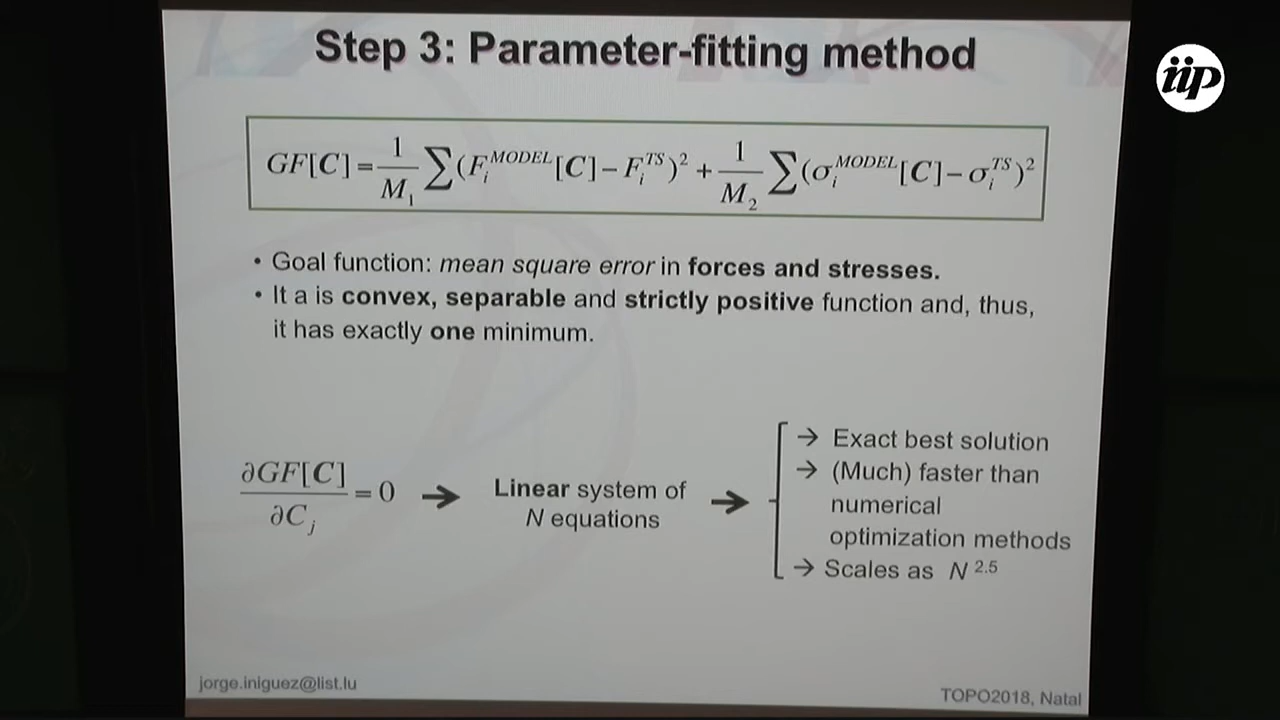 iip
Step 3: Parameter-fitting method
GF[C] = 1/M₁ ∑(Fᵢ^MODEL[C] − Fᵢ^TS)² + 1/M₂ ∑(σᵢ^MODEL[C] − σᵢ^TS)²
• Goal function: mean square error in forces and stresses.
• It a is convex, separable and strictly positive function and, thus,
it has exactly one minimum.
∂GF[C]/∂Cⱼ = 0 → Linear system of
N equations →
→ Exact best solution
→ (Much) faster than
numerical
optimization methods
→ Scales as N^2.5
jorge.iniguez@list.lu
TOPO2018, Natal